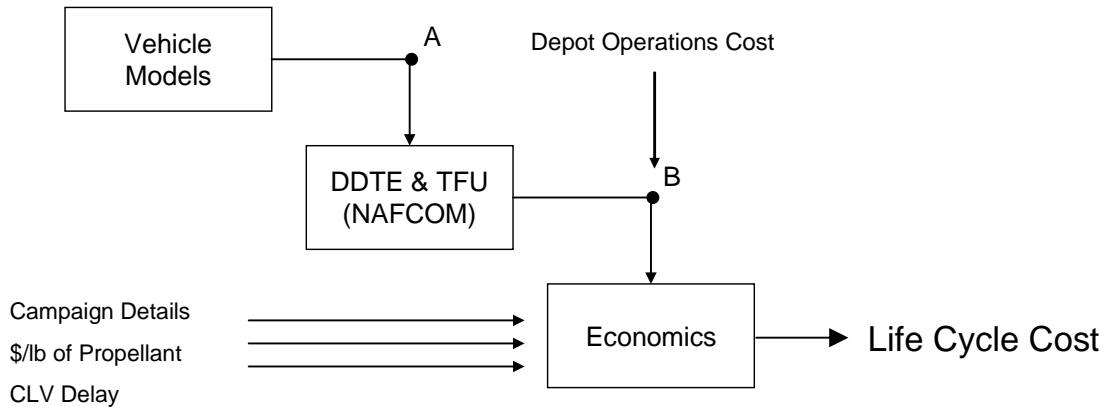 Vehicle
Models
A
Depot Operations Cost
DDTE & TFU
(NAFCOM)
B
Campaign Details
$/lb of Propellant
CLV Delay
Economics
Life Cycle Cost